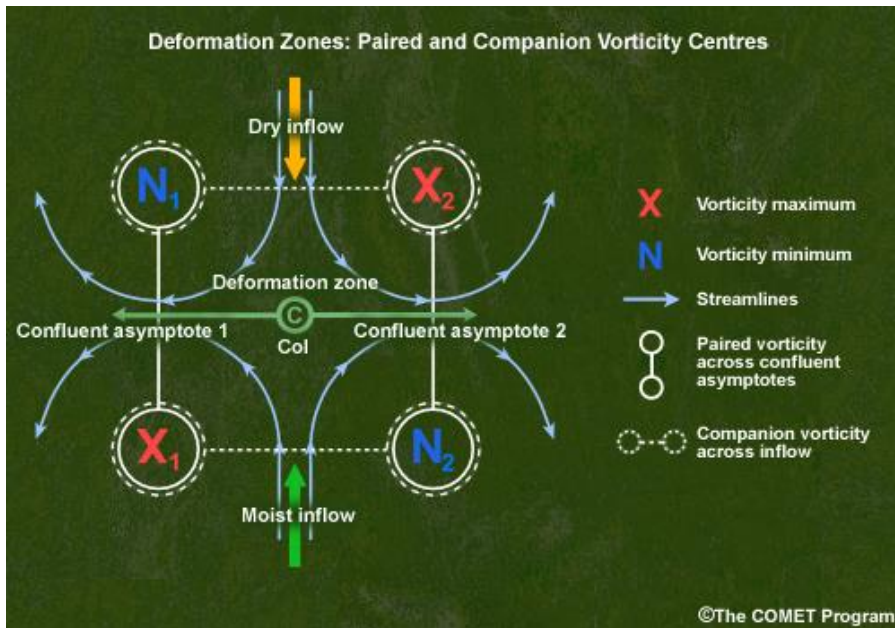 Deformation Zones: Paired and Companion Vorticity Centres
Dry inflow
N1
X2
Deformation zone
C
Confluent asymptote 1
Col
Confluent asymptote 2
X1
N2
Moist inflow
X Vorticity maximum
N Vorticity minimum
Streamlines
Paired vorticity
across confluent
asymptotes
Companion vorticity
across inflow
©The COMET Program